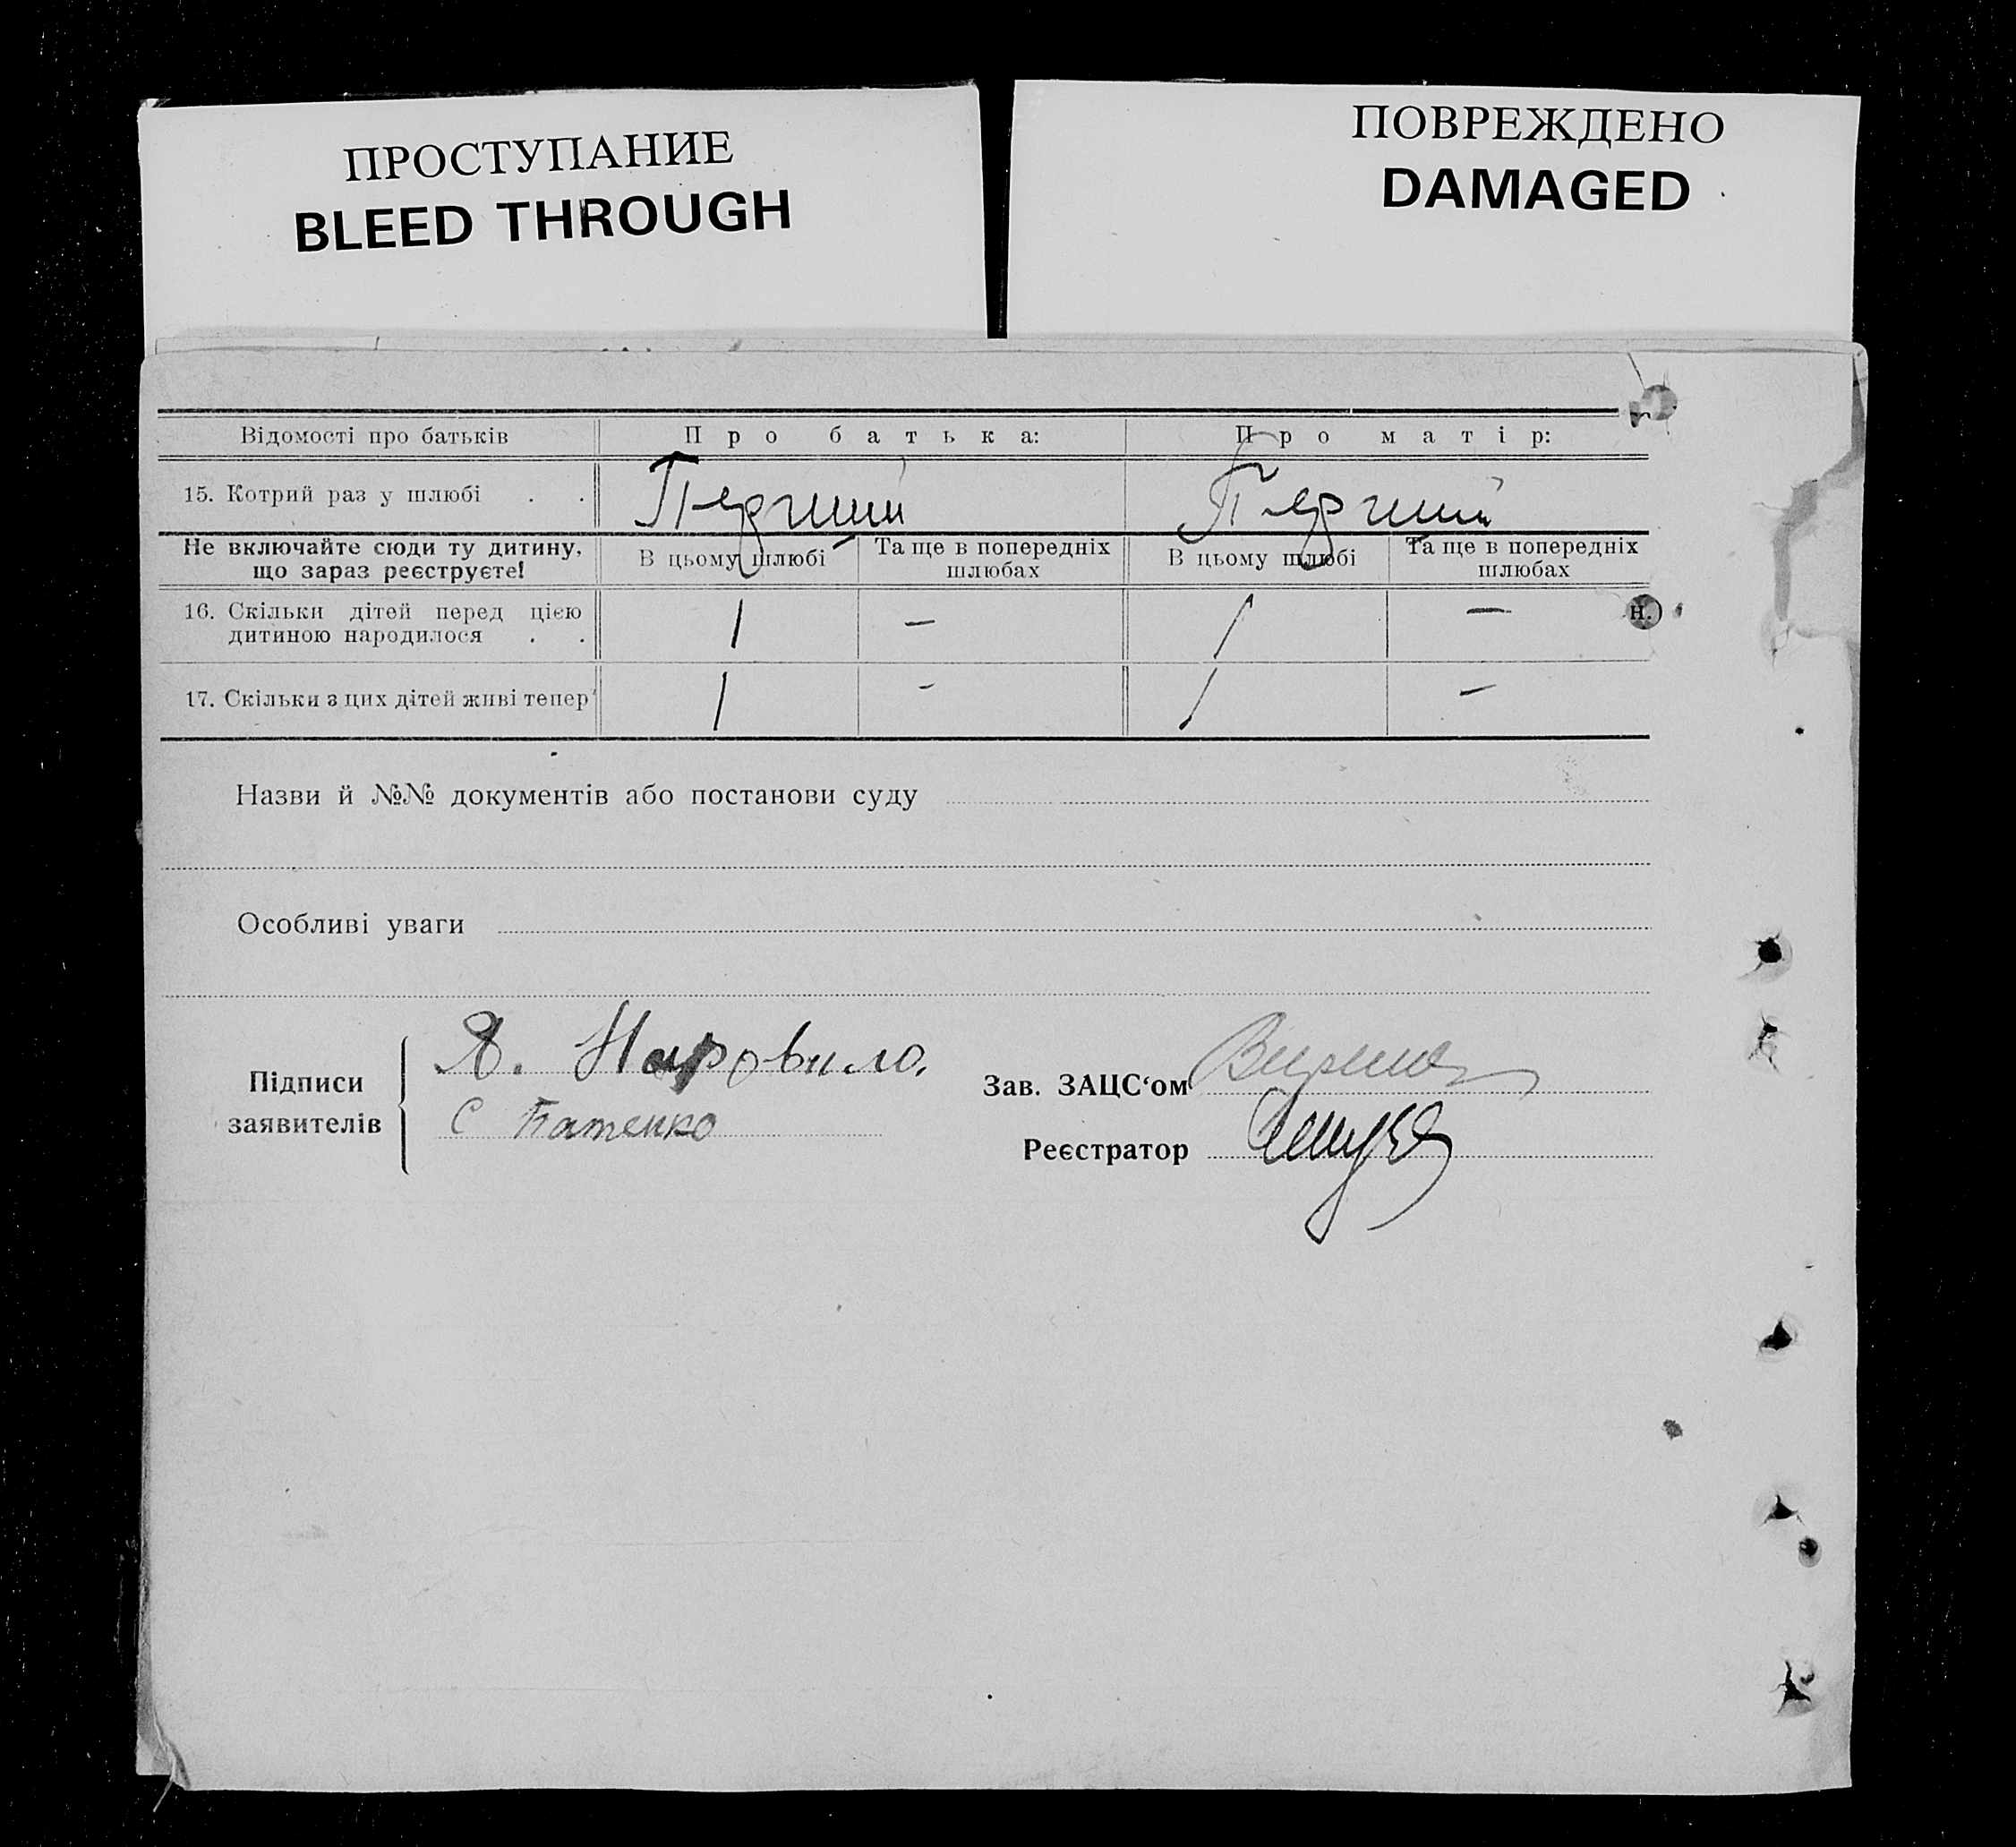 ПРОСТУПАНИЕ
BLEED THROUGH
ПОВРЕЖДЕНО
DAMAGED
Відомості про батьків
Про батька:
Про матір:
15. Котрий раз у шлюбі . .
Перший
Перший
Не включайте сюди ту дитину,
що зараз реєструєте!
В цьому шлюбі
Та ще в попередніх
шлюбах
В цьому шлюбі
Та ще в попередніх
шлюбах
16. Скільки дітей перед цією
дитиною народилося . .
1
–
1
–
н.)
17. Скільки з цих дітей живі тепер
1
–
1
–
Назви й №№ документів або постанови суду
Особливі уваги
Підписи
заявителів
Я.
С Батенко
Зав. ЗАЦС‘ом
Реєстратор